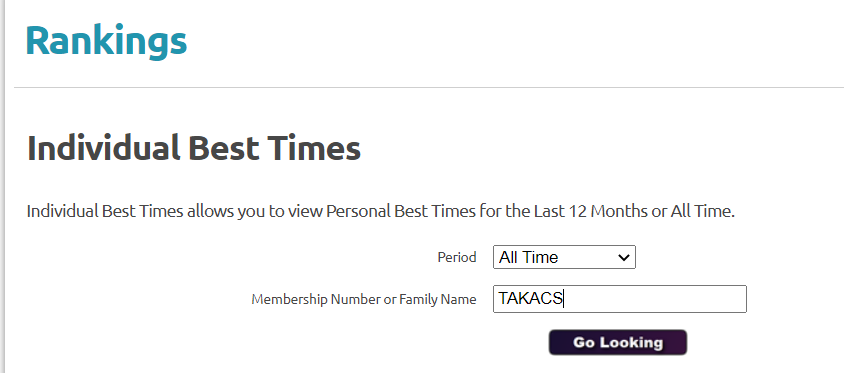 Rankings
Individual Best Times
Individual Best Times allows you to view Personal Best Times for the Last 12 Months or All Time.
Period All Time
Membership Number or Family Name TAKACS
Go Looking